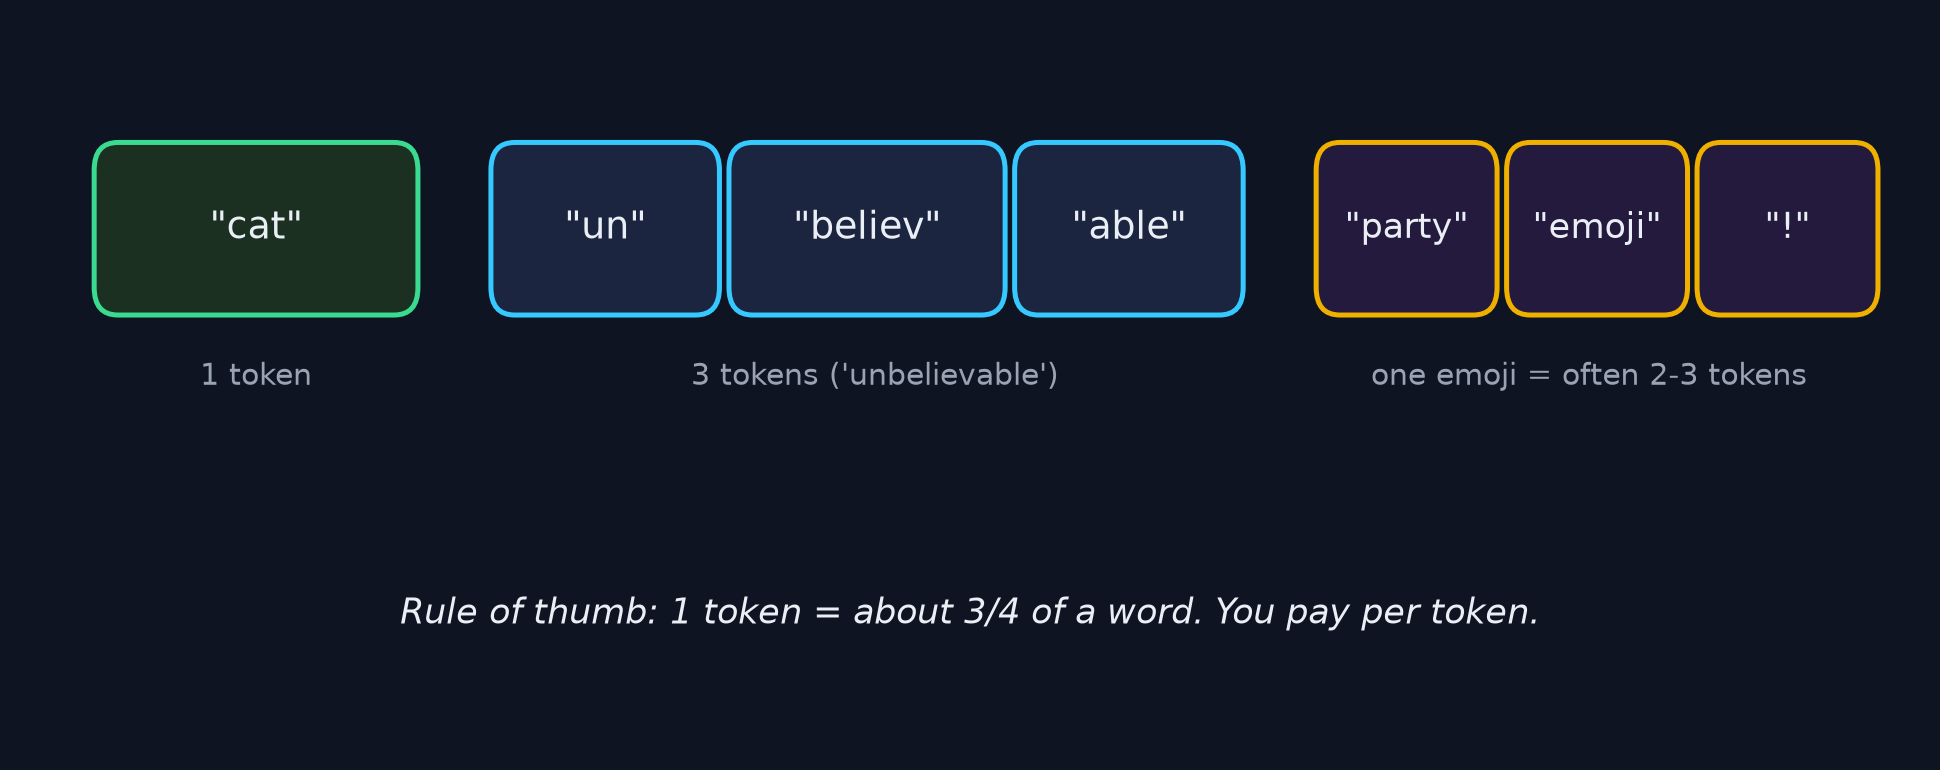 "cat"
"un" "believ" "able"
"party" "emoji" "!"
1 token
3 tokens ('unbelievable')
one emoji = often 2-3 tokens
Rule of thumb: 1 token = about 3/4 of a word. You pay per token.